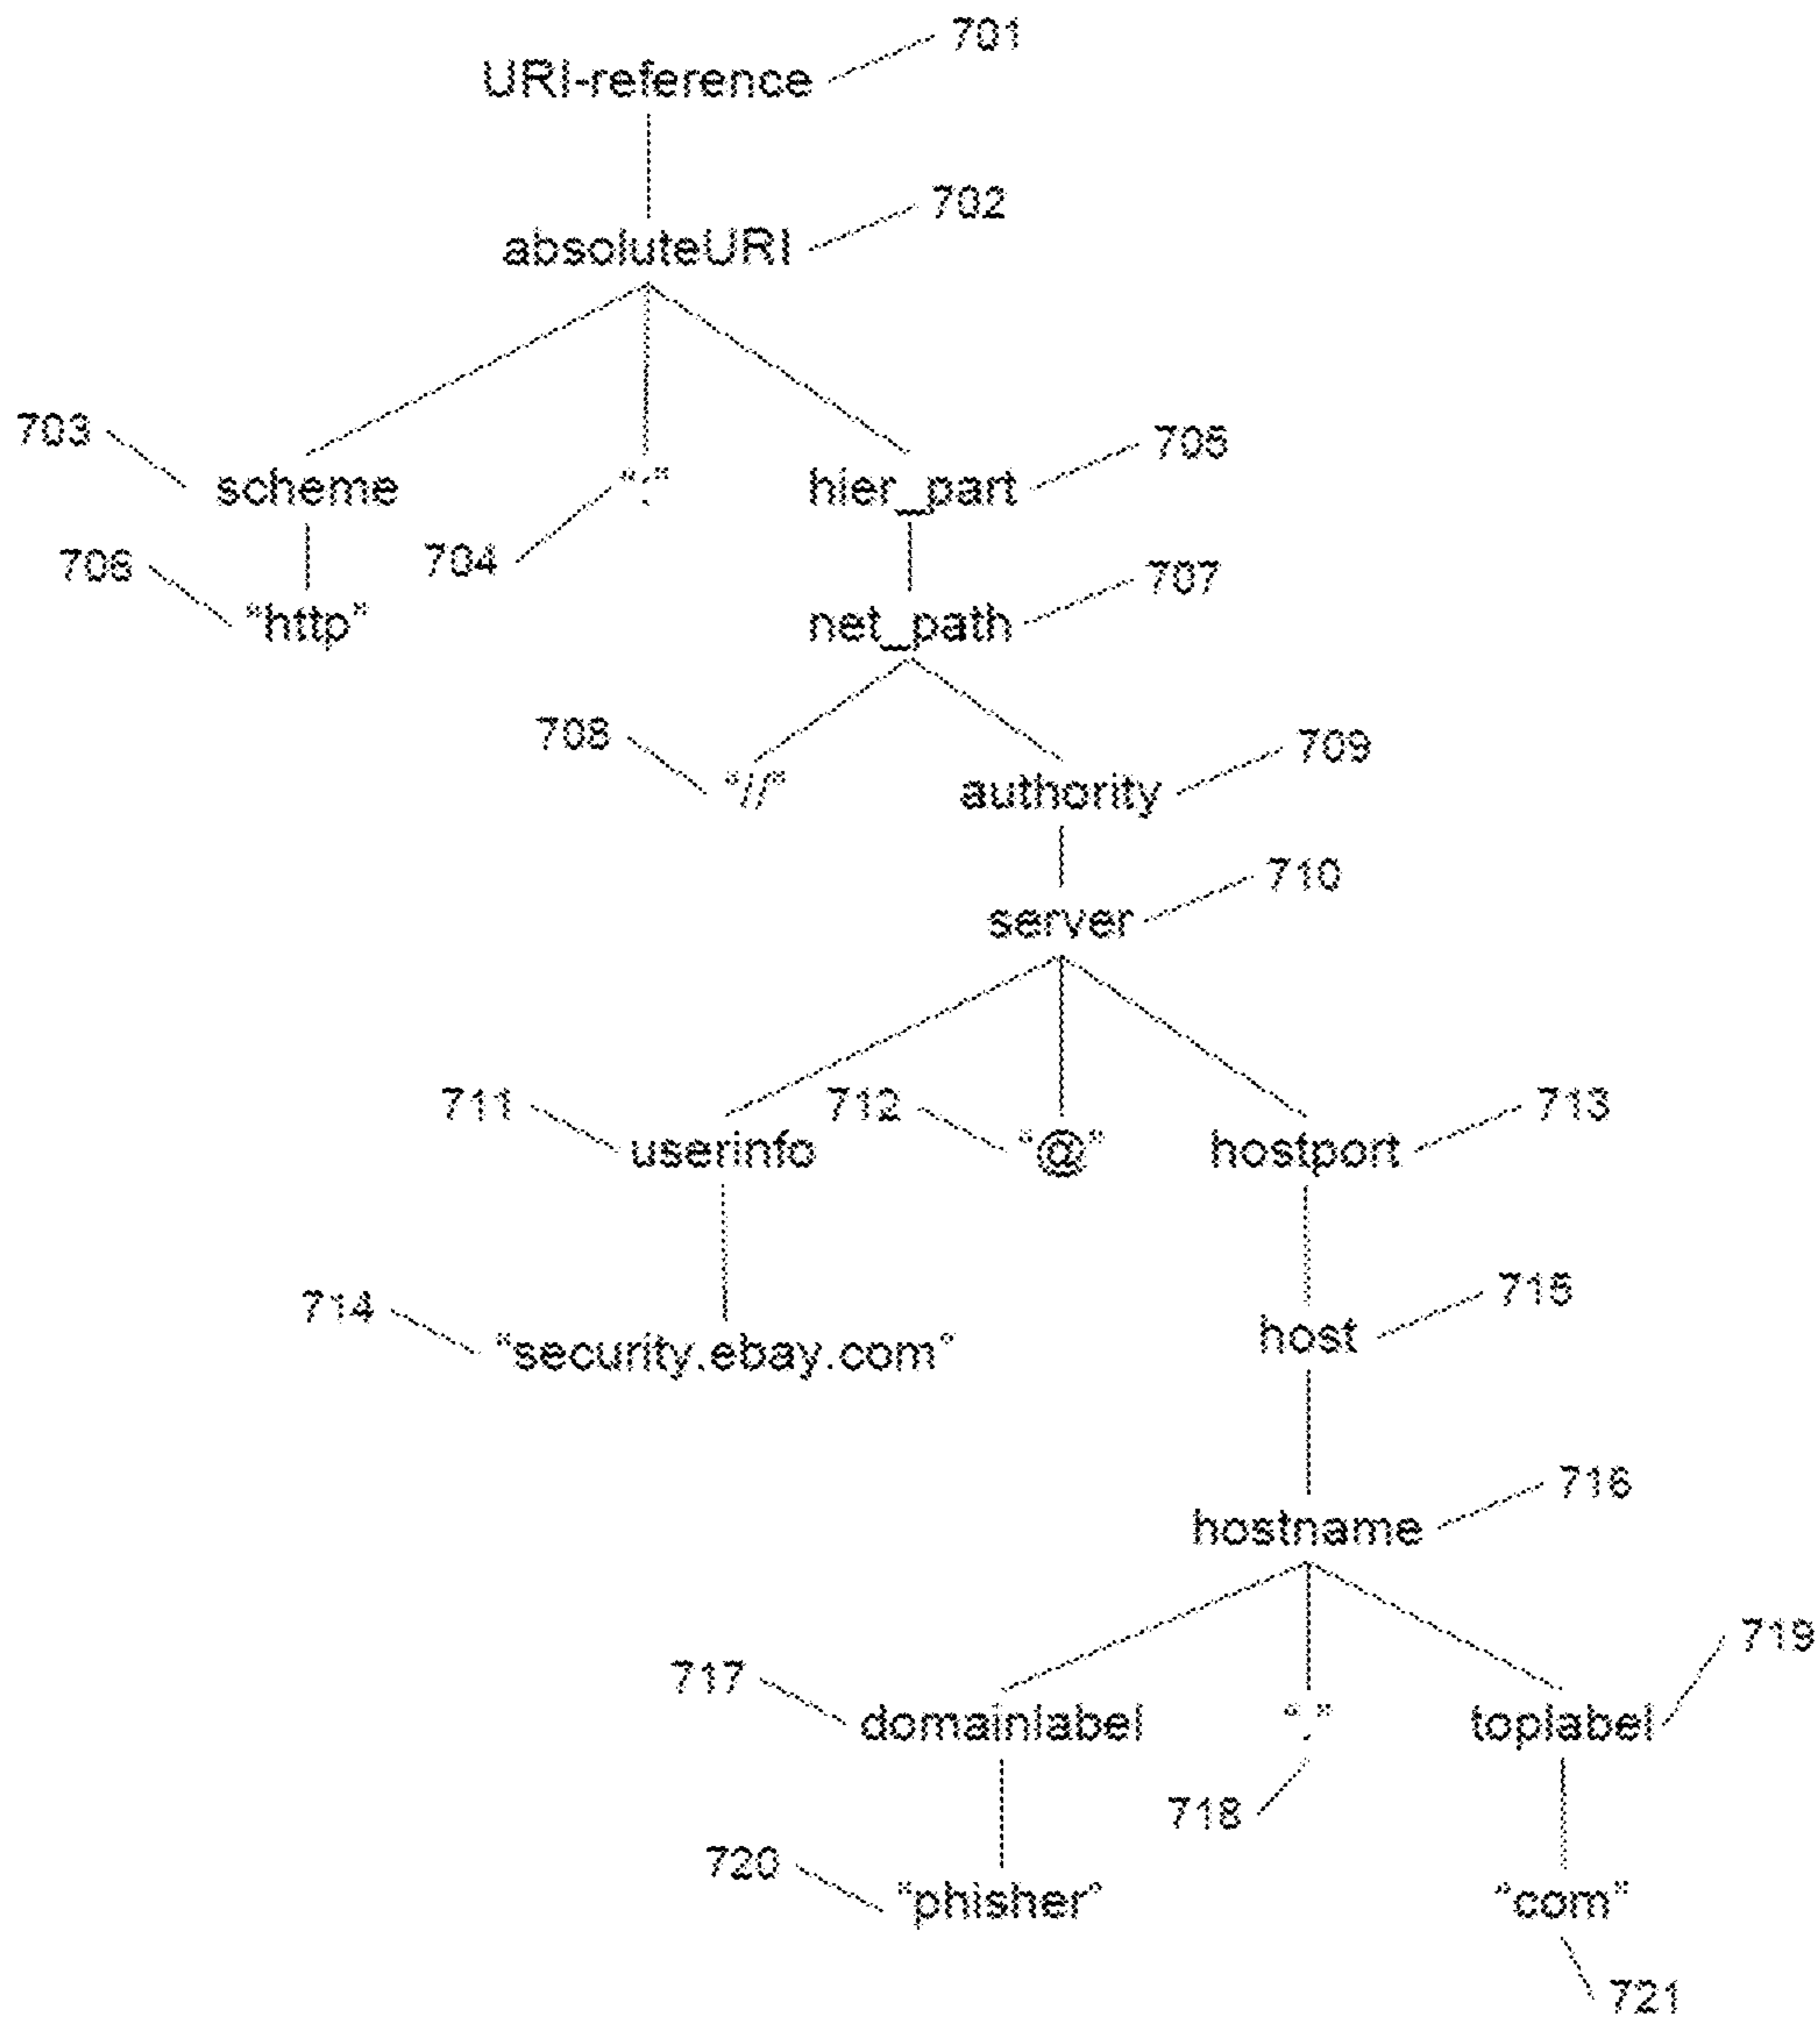 701
URI-reference
702
absoluteURI
703
705
scheme
":"
hier_part
706
704
707
"http"
net_path
708
709
"//"
authority
710
server
711
712
713
userinfo
"@"
hostport
714
715
"security.ebay.com"
host
716
hostname
717
719
domainlabel
"."
toplabel
718
720
"phisher"
"com"
721